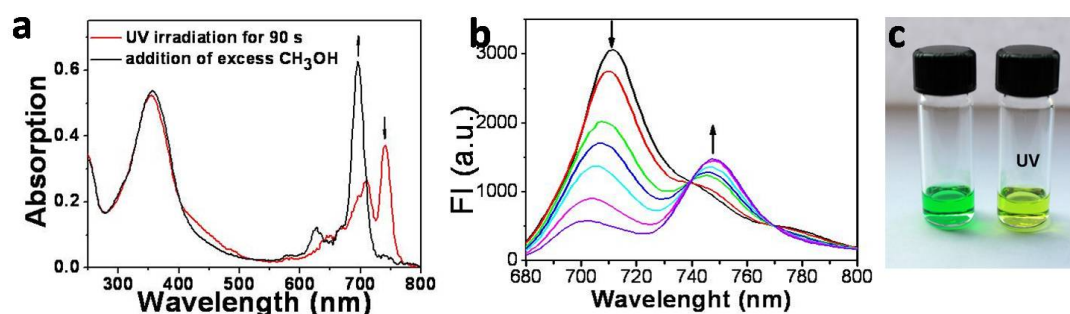 a
UV irradiation for 90 s
addition of excess CH₃OH
0.6
0.4
0.2
0.0
Absorption
300 400 500 600 700 800
Wavelength (nm)
b
3000
2000
1000
0
FI (a.u.)
680 700 720 740 760 780 800
Wavelenght (nm)
c
UV